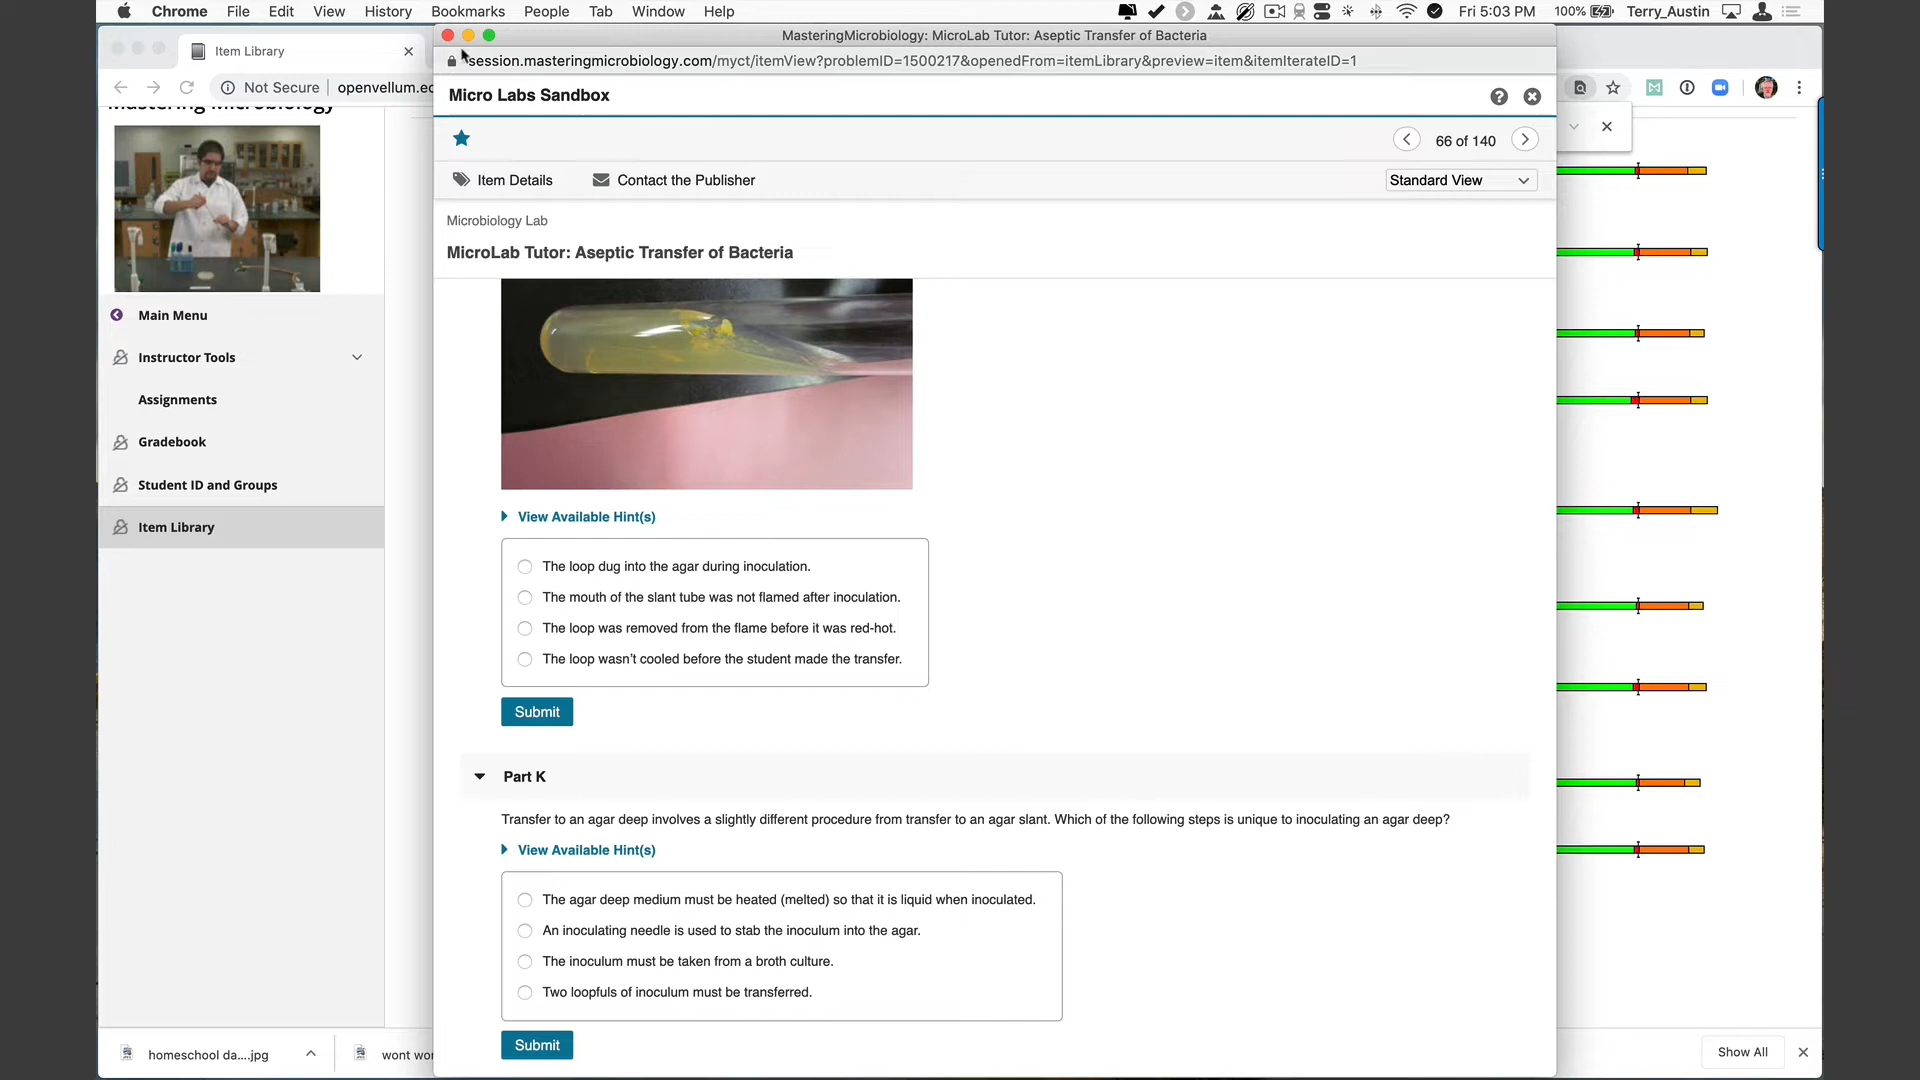 Chrome File Edit View History Bookmarks People Tab Window Help
100% Fri 5:03 PM Terry_Austin
Item Library
MasteringMicrobiology: MicroLab Tutor: Aseptic Transfer of Bacteria
session.masteringmicrobiology.com/myct/itemView?problemID=1500217&openedFrom=itemLibrary&preview=item&itemIterateID=1
Not Secure openvellum.ec
Mastering Microbiology
Main Menu
Instructor Tools
Assignments
Gradebook
Student ID and Groups
Item Library
Micro Labs Sandbox
66 of 140
Item Details Contact the Publisher Standard View
Microbiology Lab
MicroLab Tutor: Aseptic Transfer of Bacteria
View Available Hint(s)
The loop dug into the agar during inoculation.
The mouth of the slant tube was not flamed after inoculation.
The loop was removed from the flame before it was red-hot.
The loop wasn't cooled before the student made the transfer.
Submit
Part K
Transfer to an agar deep involves a slightly different procedure from transfer to an agar slant. Which of the following steps is unique to inoculating an agar deep?
View Available Hint(s)
The agar deep medium must be heated (melted) so that it is liquid when inoculated.
An inoculating needle is used to stab the inoculum into the agar.
The inoculum must be taken from a broth culture.
Two loopfuls of inoculum must be transferred.
Submit
homeschool da....jpg wont wor
Show All